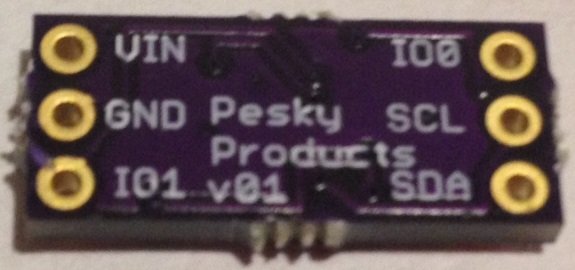 VIN IO0
GND Pesky SCL
Products
IO1 v01 SDA